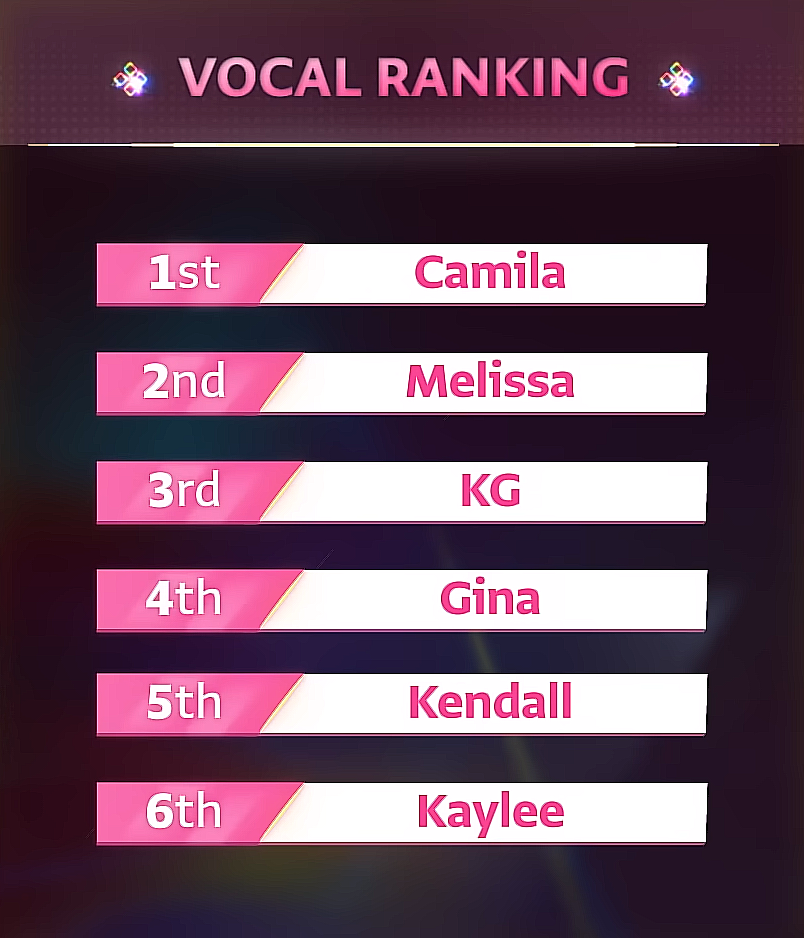 VOCAL RANKING
1st Camila
2nd Melissa
3rd KG
4th Gina
5th Kendall
6th Kaylee